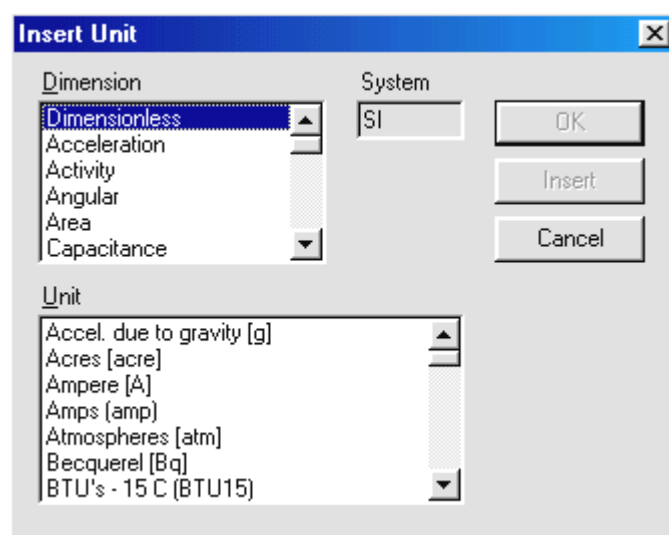 Insert Unit
Dimension
System
Dimensionless
Acceleration
Activity
Angular
Area
Capacitance
SI
OK
Insert
Cancel
Unit
Accel. due to gravity [g]
Acres [acre]
Ampere [A]
Amps (amp)
Atmospheres [atm]
Becquerel [Bq]
BTU's - 15 C (BTU15)